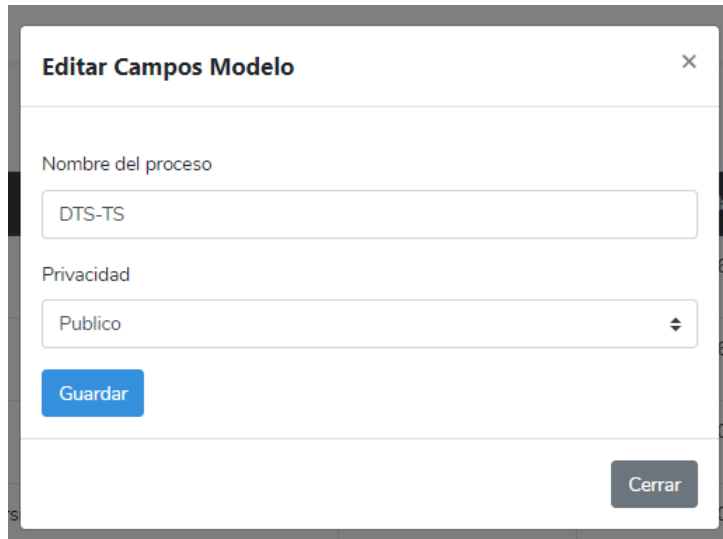 Editar Campos Modelo
×
Nombre del proceso
DTS-TS
Privacidad
Publico
Guardar
Cerrar